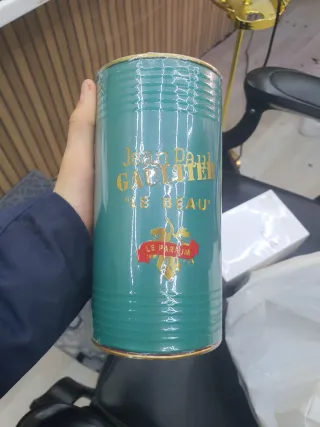 Jean Paul
GAULTIER
"LE BEAU"
LE PARFUM